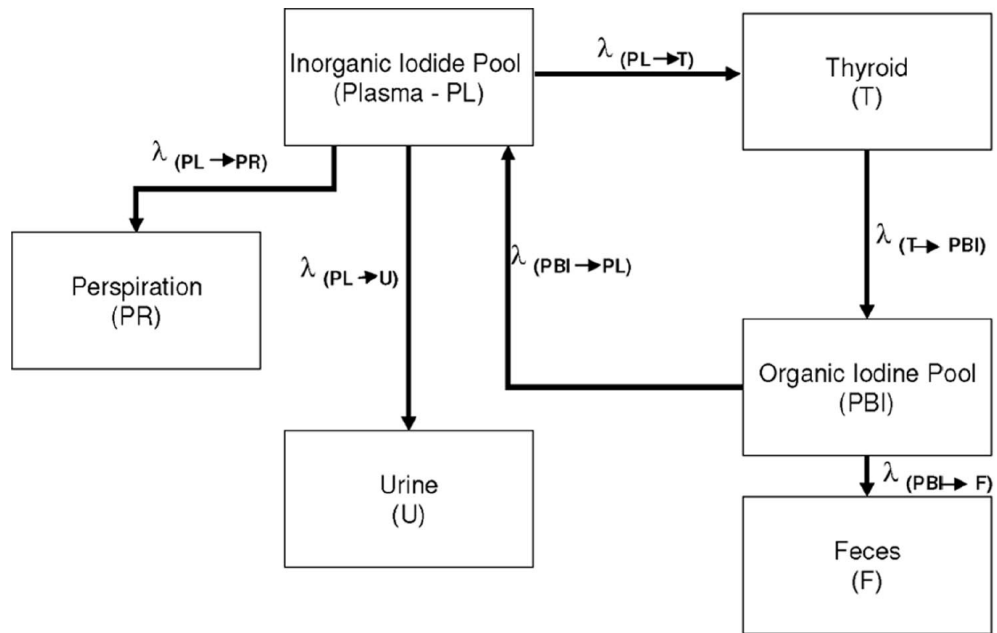 Inorganic Iodide Pool
(Plasma - PL)
λ (PL → T)
Thyroid
(T)
λ (PL → PR)
Perspiration
(PR)
λ (PL → U)
λ (PBI → PL)
λ (T → PBI)
Organic Iodine Pool
(PBI)
Urine
(U)
λ (PBI → F)
Feces
(F)